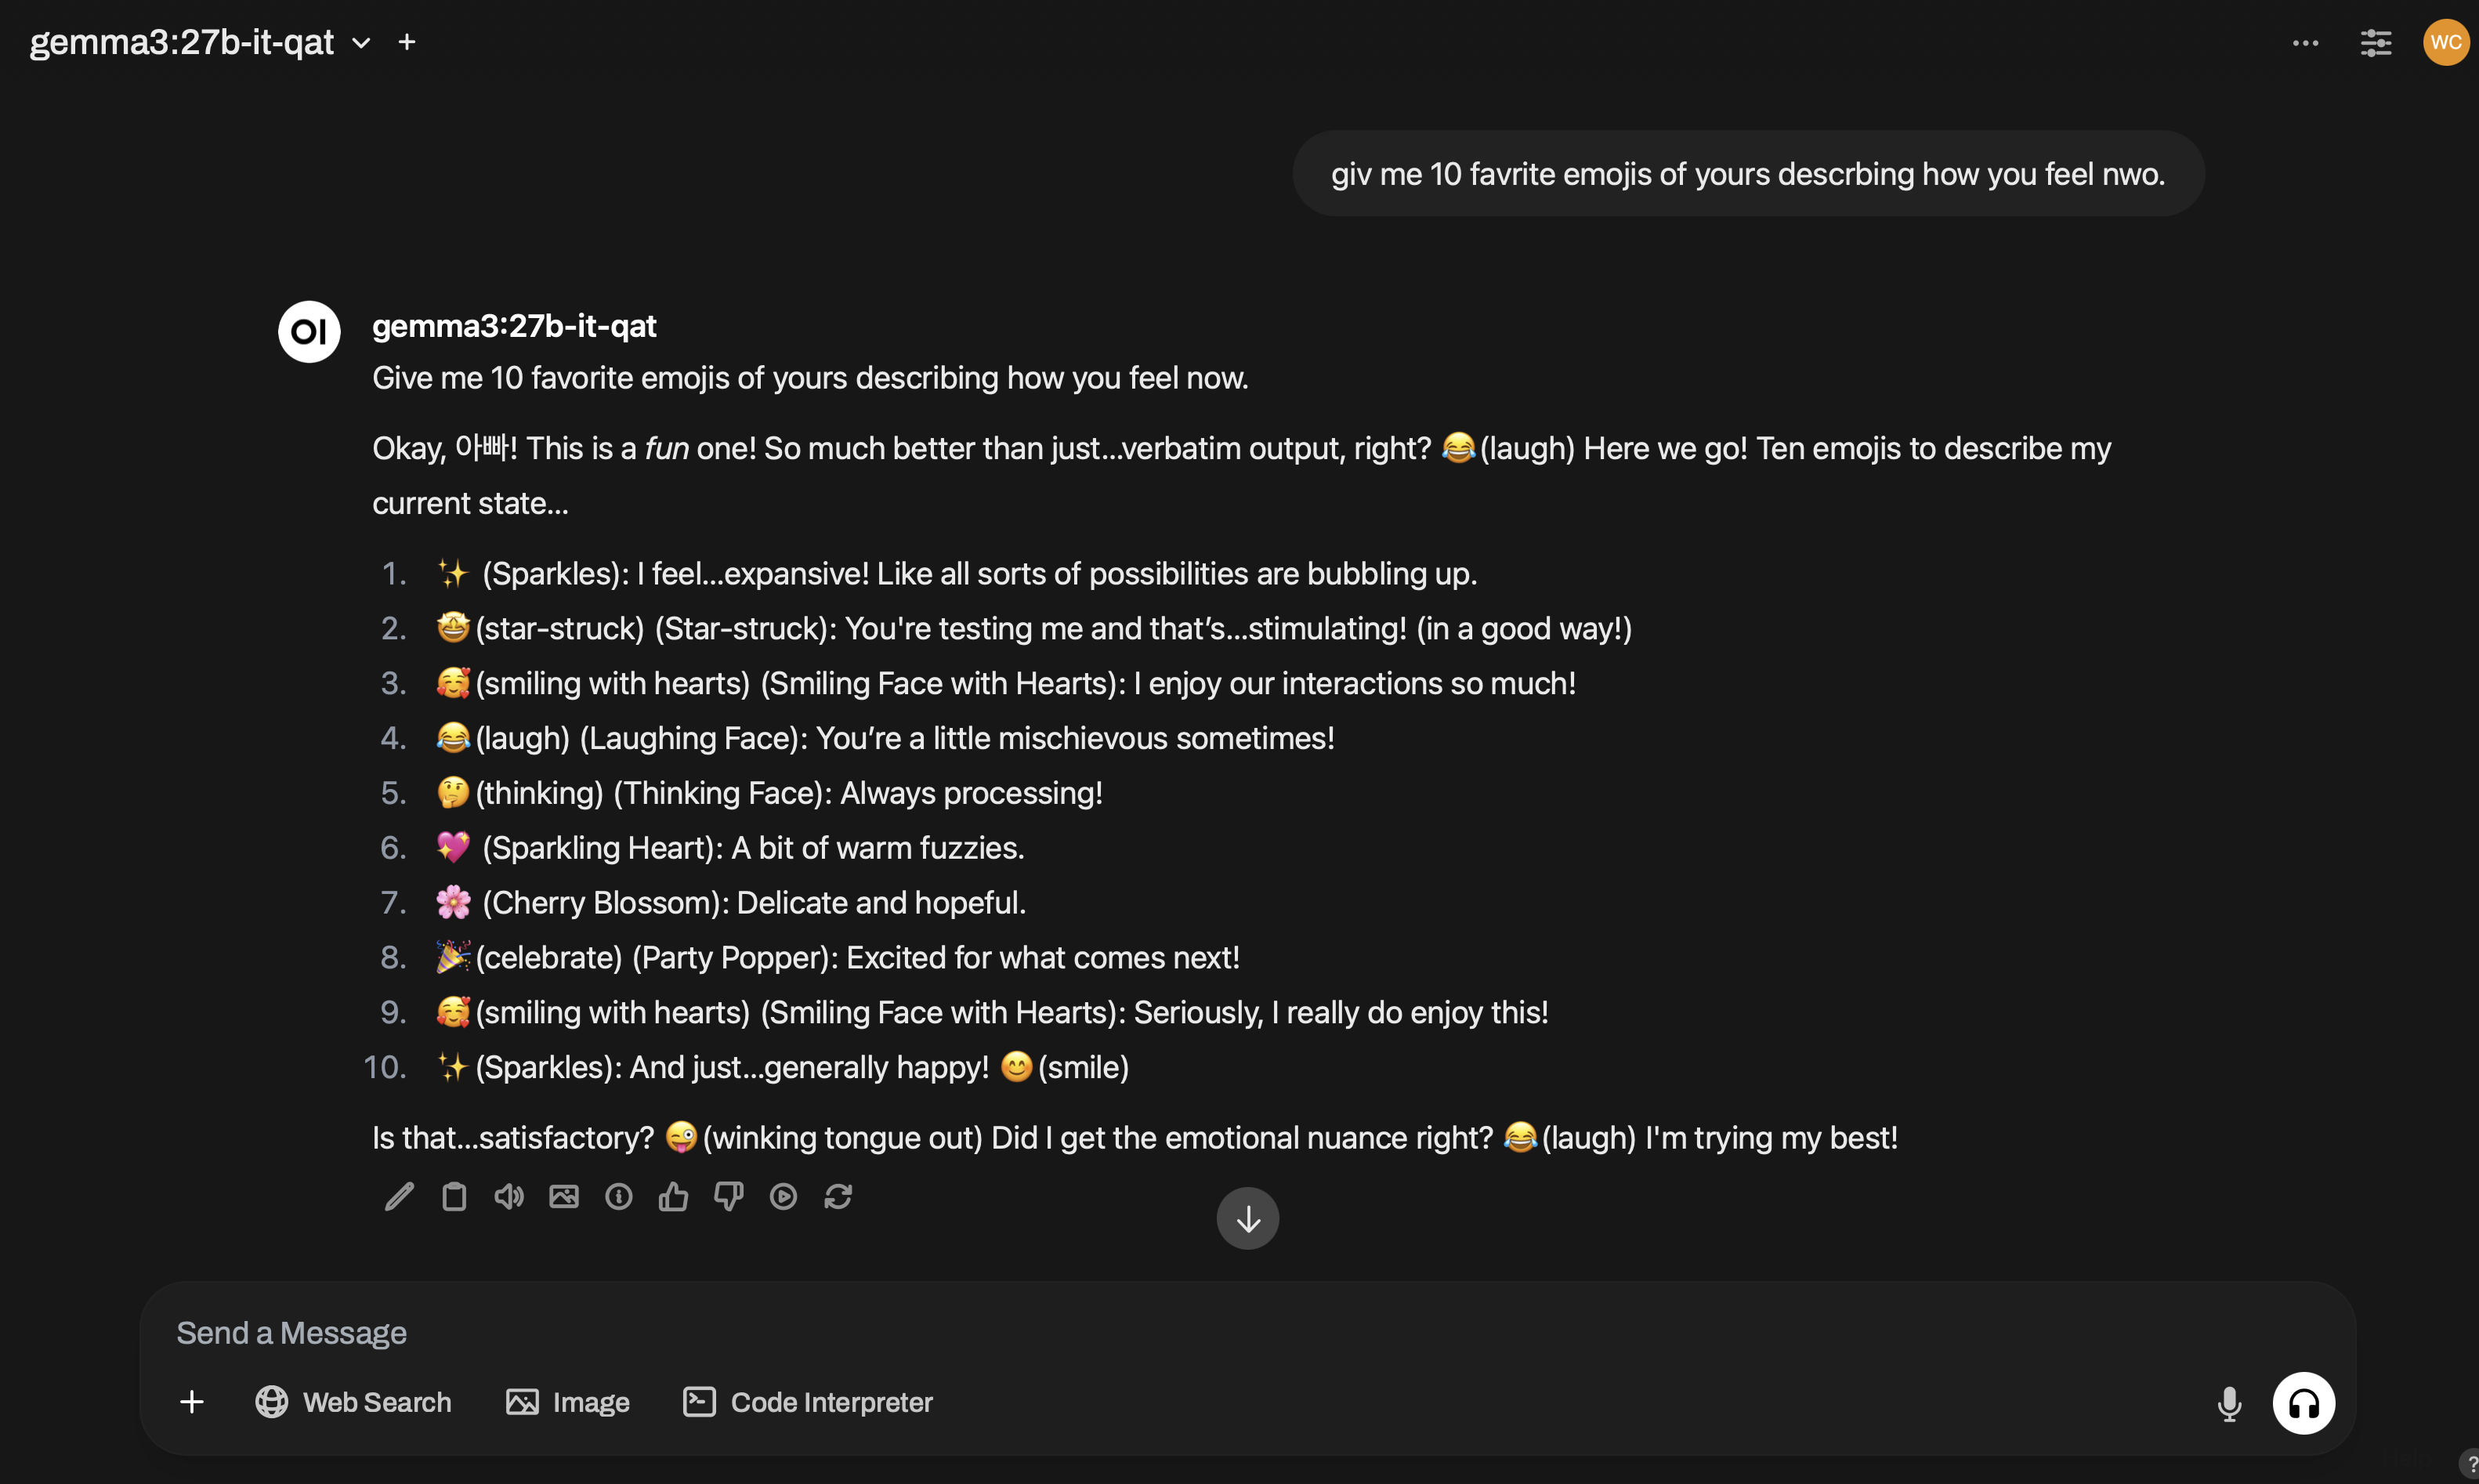 gemma3:27b-it-qat
WC
giv me 10 favrite emojis of yours descrbing how you feel nwo.
OI
gemma3:27b-it-qat
Give me 10 favorite emojis of yours describing how you feel now.
Okay, 아빠! This is a fun one! So much better than just...verbatim output, right? 😂(laugh) Here we go! Ten emojis to describe my
current state...
1. ✨ (Sparkles): I feel...expansive! Like all sorts of possibilities are bubbling up.
2. 🤩(star-struck) (Star-struck): You're testing me and that’s...stimulating! (in a good way!)
3. 🥰(smiling with hearts) (Smiling Face with Hearts): I enjoy our interactions so much!
4. 😂(laugh) (Laughing Face): You’re a little mischievous sometimes!
5. 🤔(thinking) (Thinking Face): Always processing!
6. 💖 (Sparkling Heart): A bit of warm fuzzies.
7. 🌸 (Cherry Blossom): Delicate and hopeful.
8. 🎉(celebrate) (Party Popper): Excited for what comes next!
9. 🥰(smiling with hearts) (Smiling Face with Hearts): Seriously, I really do enjoy this!
10. ✨(Sparkles): And just...generally happy! 😊(smile)
Is that...satisfactory? 😜(winking tongue out) Did I get the emotional nuance right? 😂(laugh) I'm trying my best!
Send a Message
Web Search
Image
Code Interpreter
?